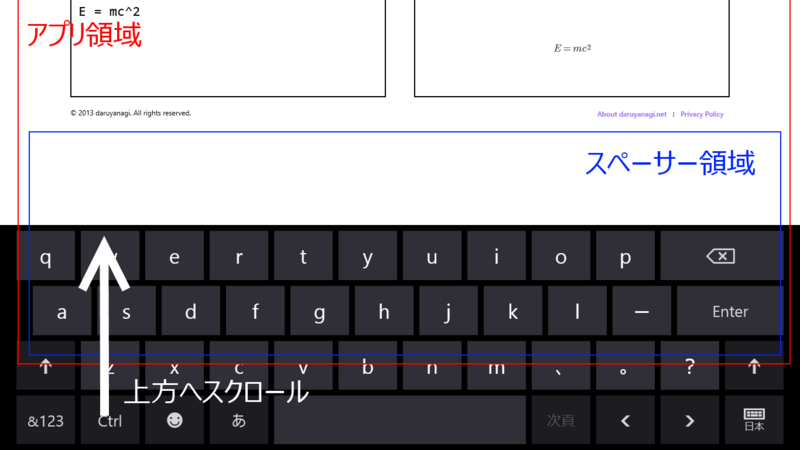 E = mc^2
アプリ領域
E = mc²
© 2013 daruyanagi. All rights reserved.
About daruyanagi.net | Privacy Policy
スペーサー領域
q w e r t y u i o p
a s d f g h j k l ー Enter
z x c v b n m 、 。 ?
上方へスクロール
&123 Ctrl あ 次頁 日本